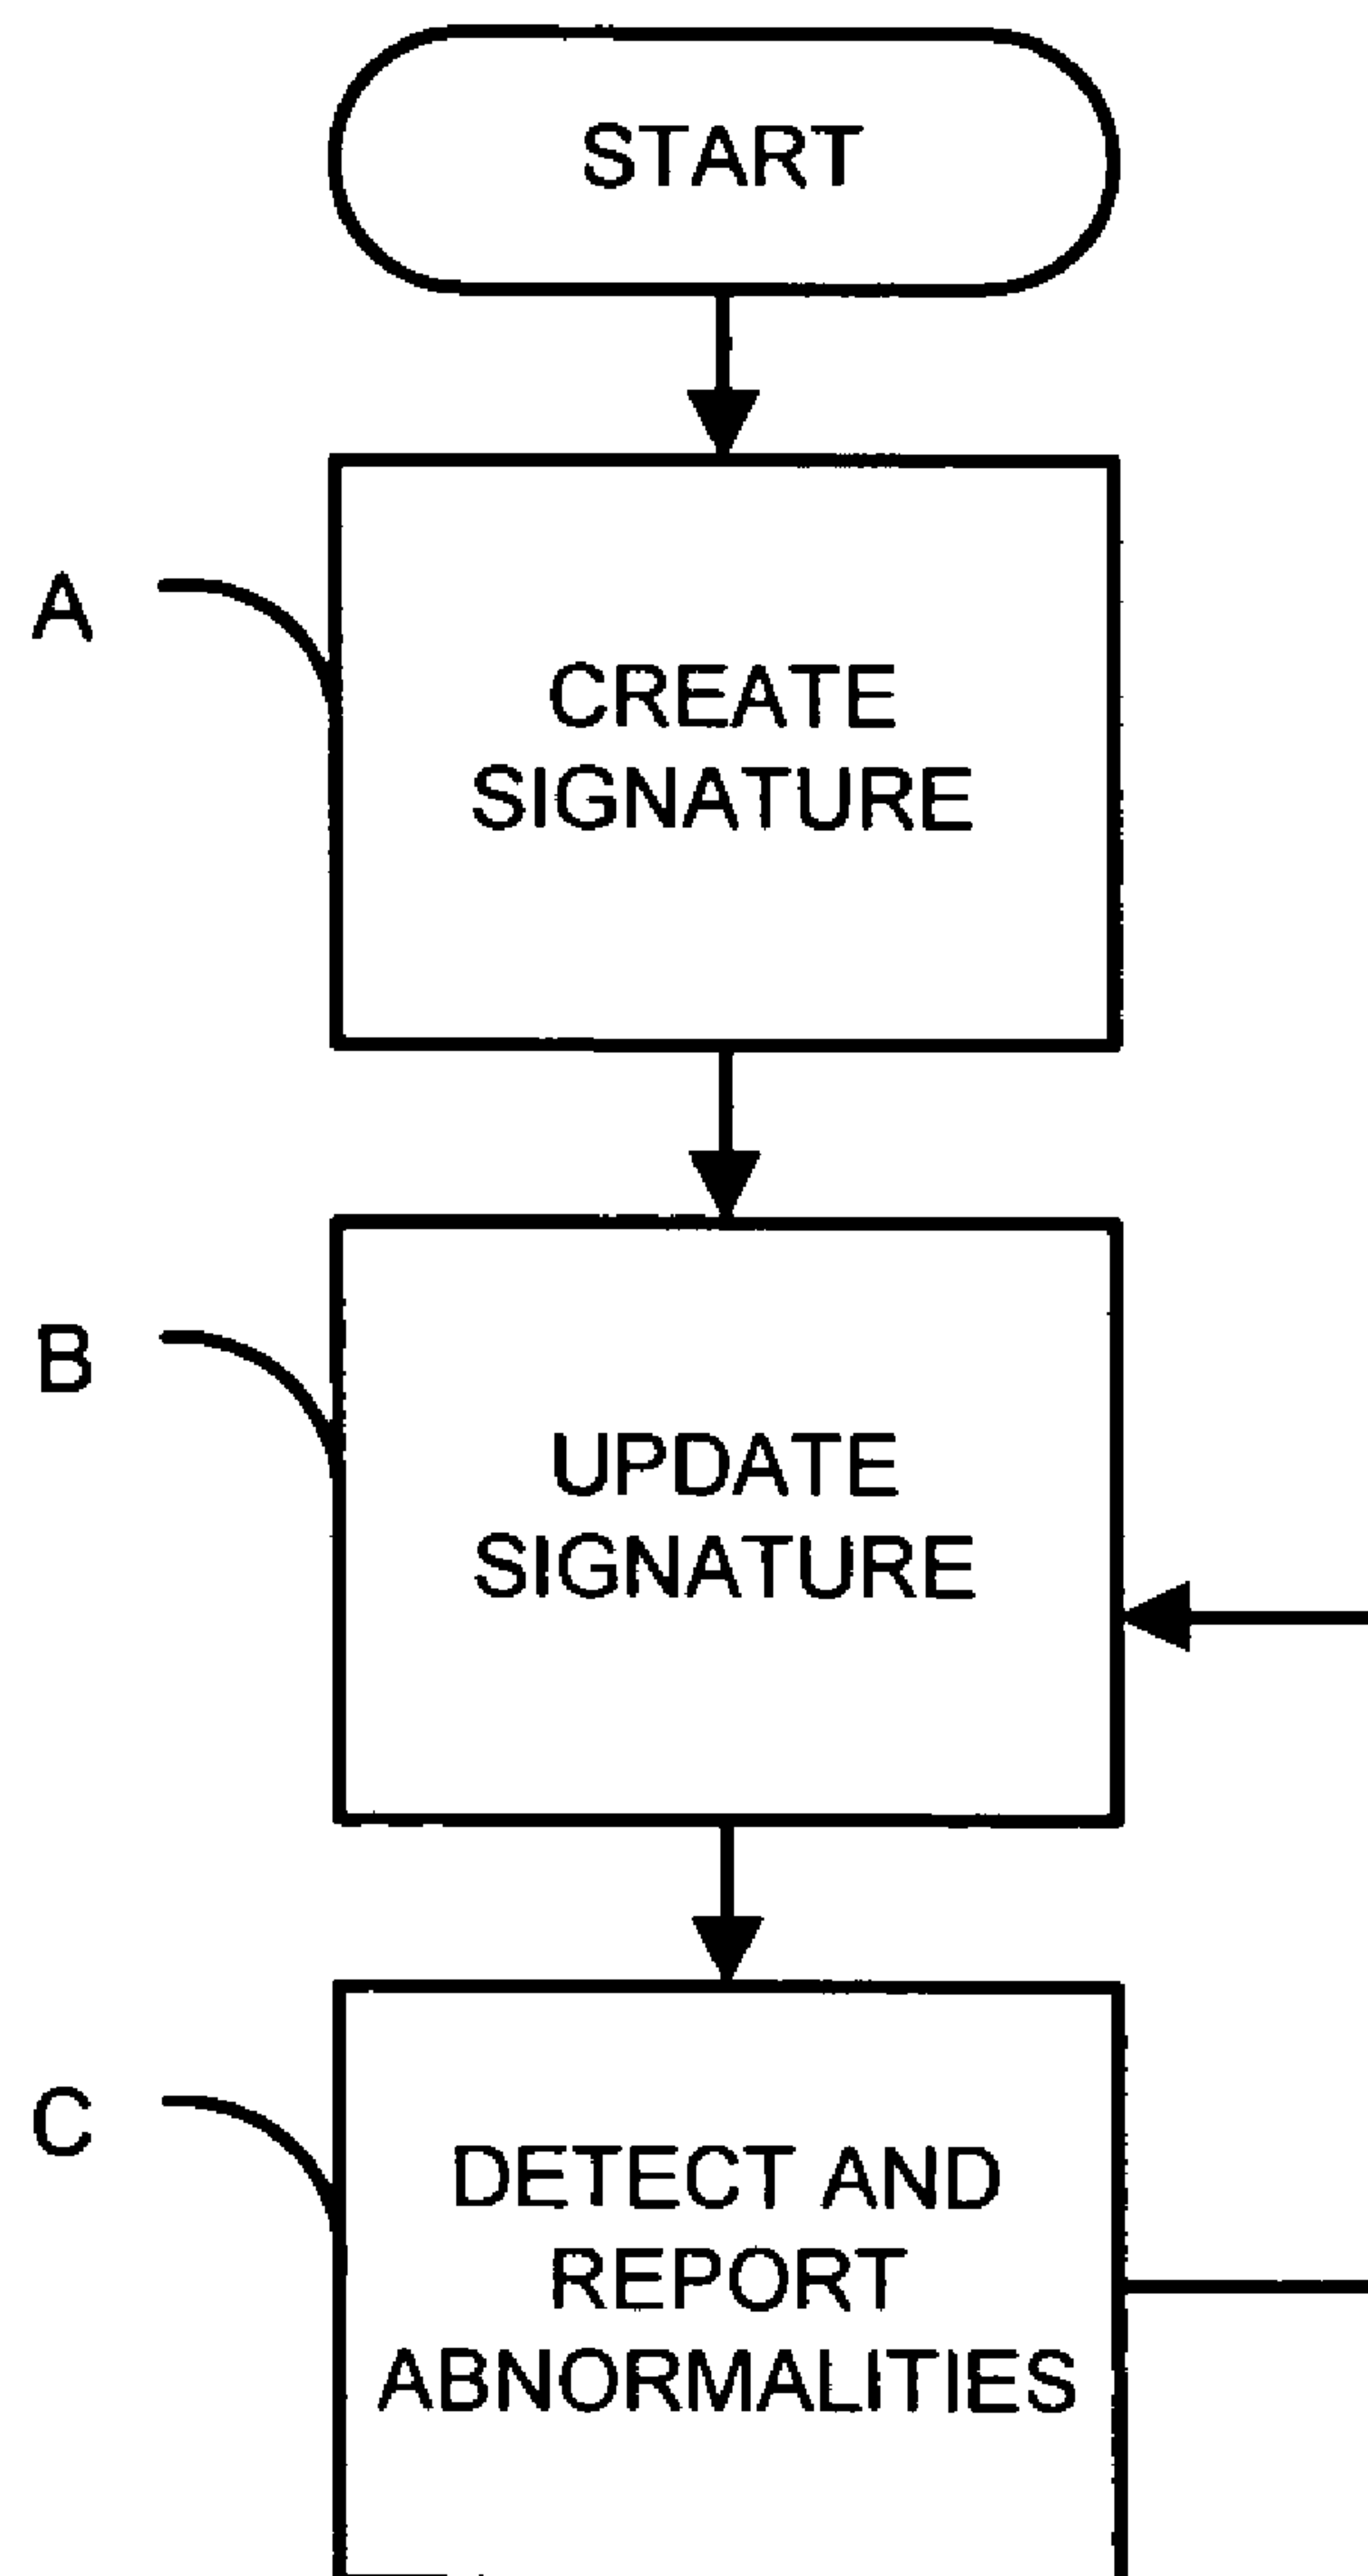 START
A
CREATE
SIGNATURE
B
UPDATE
SIGNATURE
C
DETECT AND
REPORT
ABNORMALITIES